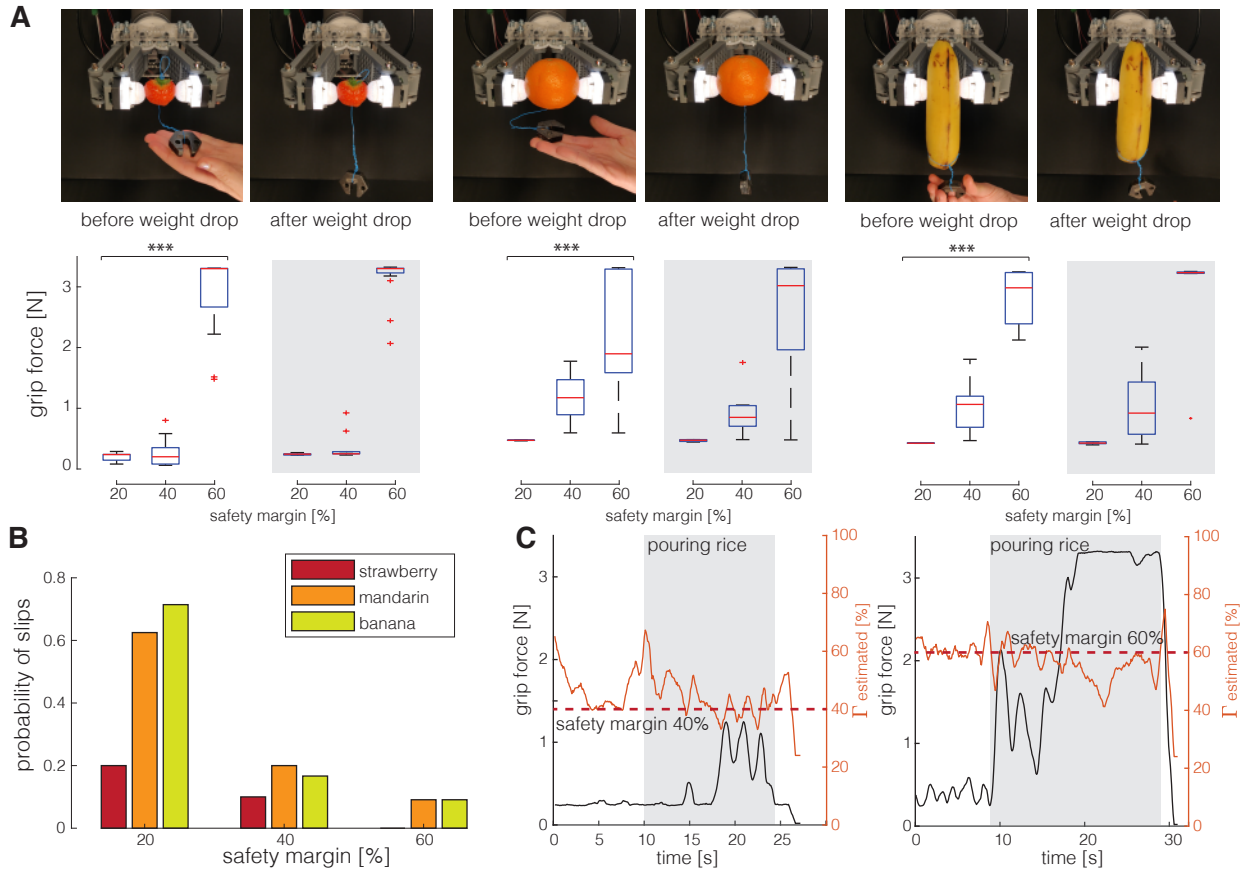 A
before weight drop
after weight drop
before weight drop
after weight drop
before weight drop
after weight drop
***
***
***
grip force [N]
3
2
1
0
20 40 60
20 40 60
20 40 60
20 40 60
20 40 60
20 40 60
safety margin [%]
safety margin [%]
safety margin [%]
B
probability of slips
0.8
0.6
0.4
0.2
0
strawberry
mandarin
banana
20 40 60
safety margin [%]
C
pouring rice
grip force [N]
3
2
1
0
safety margin 40%
100
80
60
40
20
0
Γ estimated [%]
0 5 10 15 20 25
time [s]
pouring rice
grip force [N]
3
2
1
0
safety margin 60%
100
80
60
40
20
0
Γ estimated [%]
0 10 20 30
time [s]